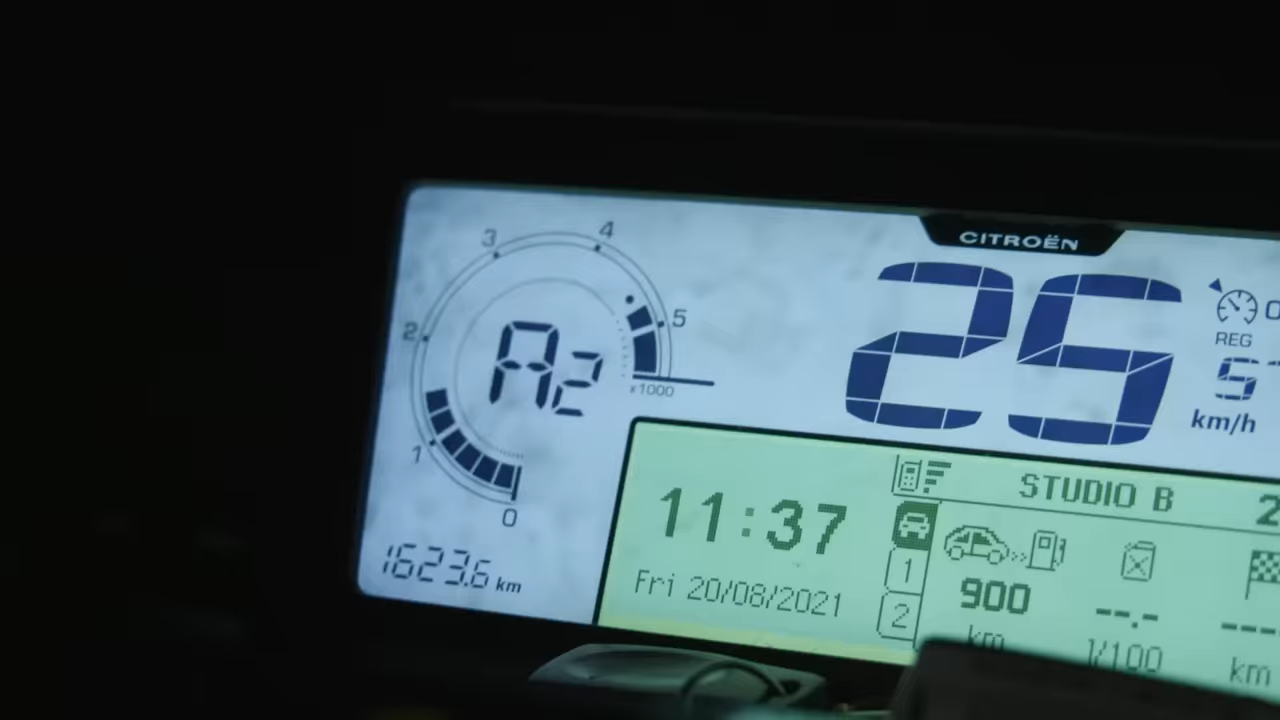 CITROËN
3 4
2 5
1 0
x1000
A2
25
REG
km/h
1623.6 km
11:37
Fri 20/08/2021
STUDIO B
1
2
900
km
--.-
l/100
---
km